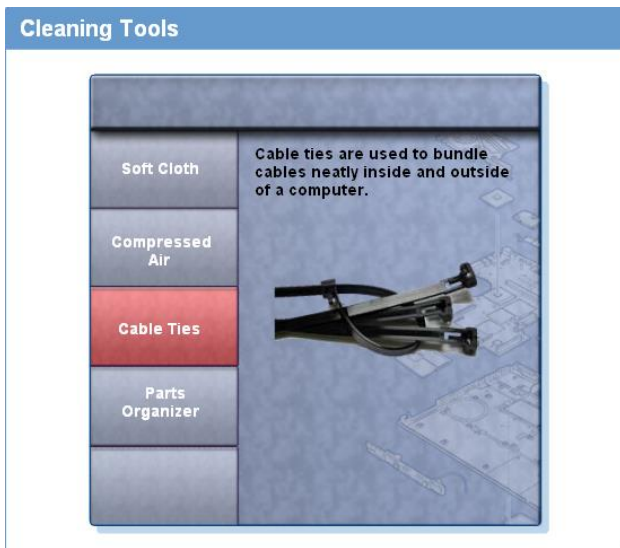 Cleaning Tools
Soft Cloth
Compressed
Air
Cable Ties
Parts
Organizer
Cable ties are used to bundle
cables neatly inside and outside
of a computer.